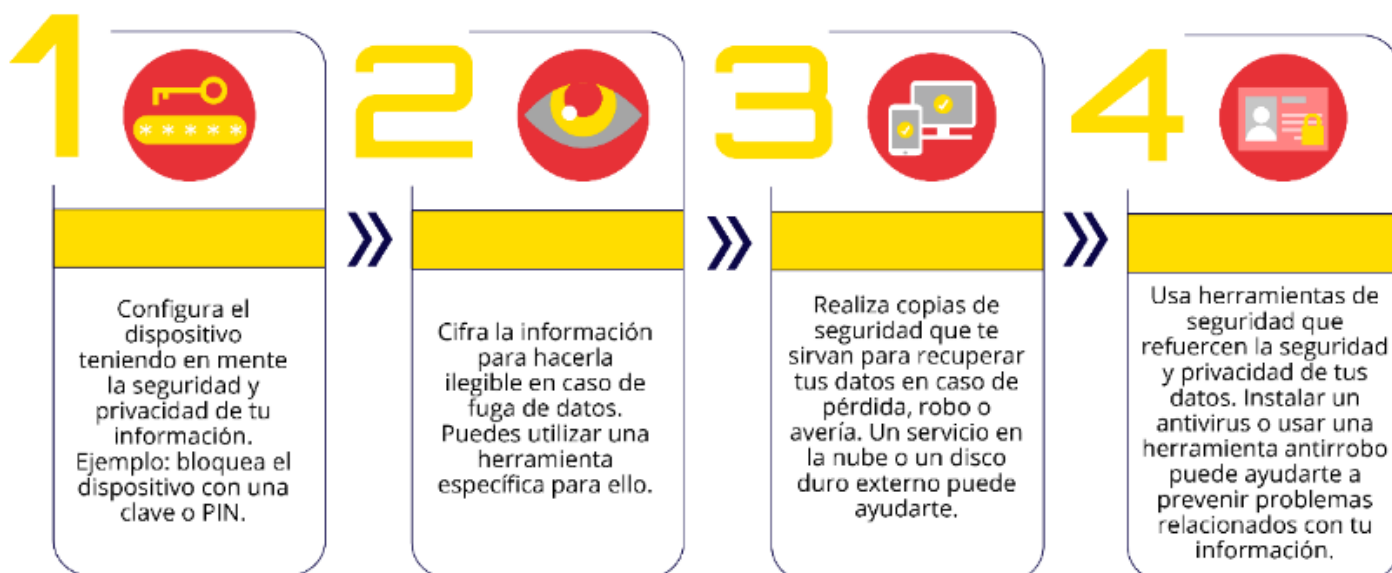 1
Configura el
dispositivo
teniendo en mente
la seguridad y
privacidad de tu
información.
Ejemplo: bloquea el
dispositivo con una
clave o PIN.
2
Cifra la información
para hacerla
ilegible en caso de
fuga de datos.
Puedes utilizar una
herramienta
específica para ello.
3
Realiza copias de
seguridad que te
sirvan para recuperar
tus datos en caso de
pérdida, robo o
avería. Un servicio en
la nube o un disco
duro externo puede
ayudarte.
4
Usa herramientas de
seguridad que
refuercen la seguridad
y privacidad de tus
datos. Instalar un
antivirus o usar una
herramienta antirrobo
puede ayudarte a
prevenir problemas
relacionados con tu
información.